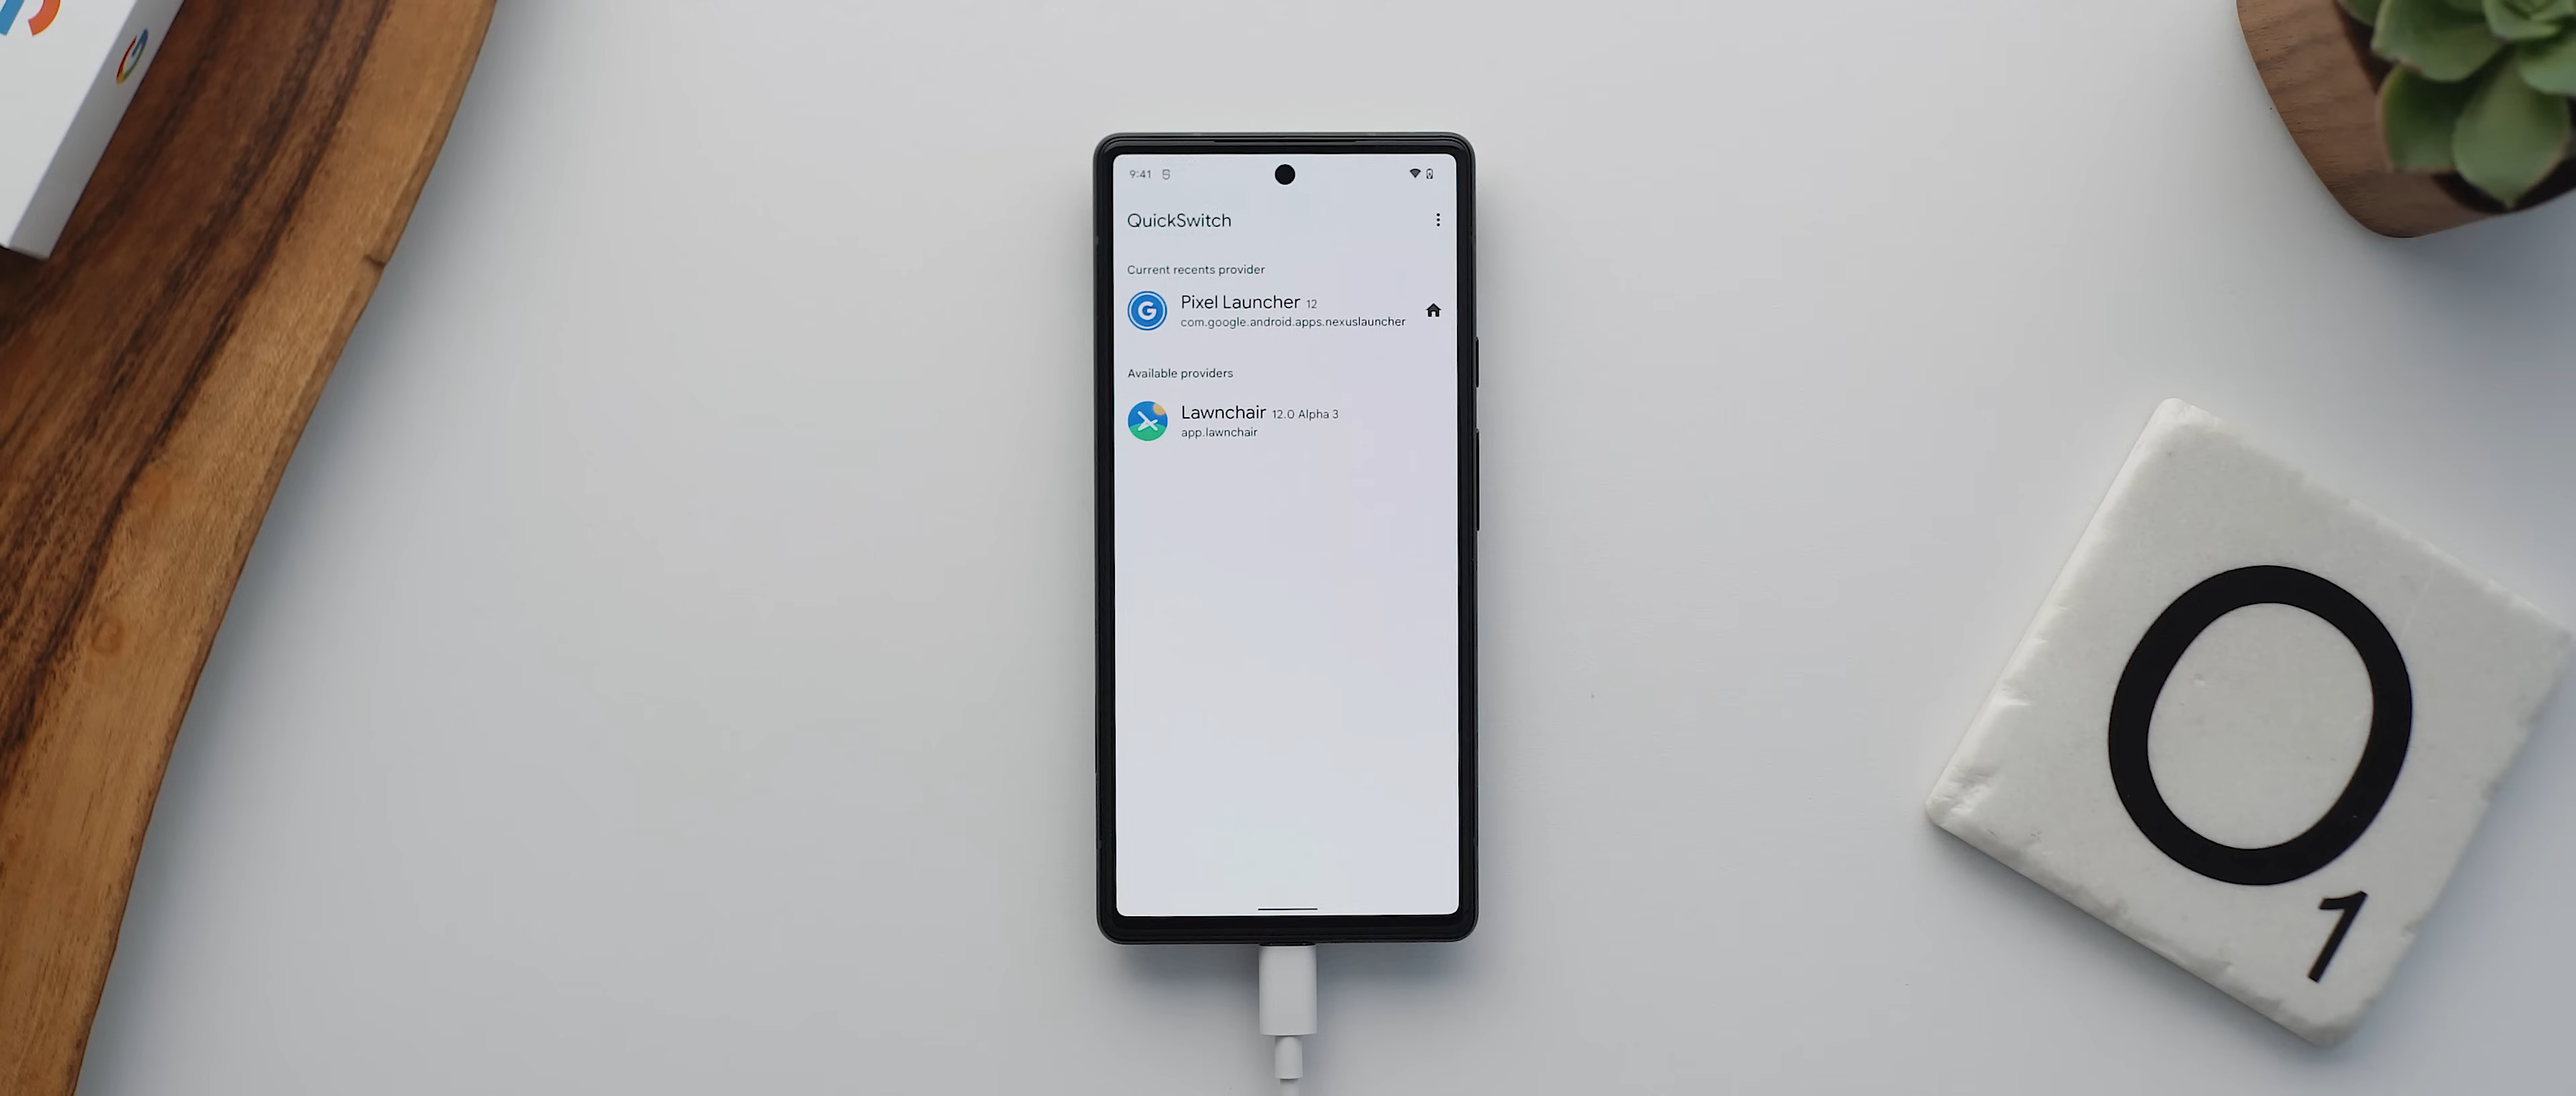 9:41
QuickSwitch
Current recents provider
G
Pixel Launcher 12
com.google.android.apps.nexuslauncher
Available providers
Lawnchair 12.0 Alpha 3
app.lawnchair
O
1
G